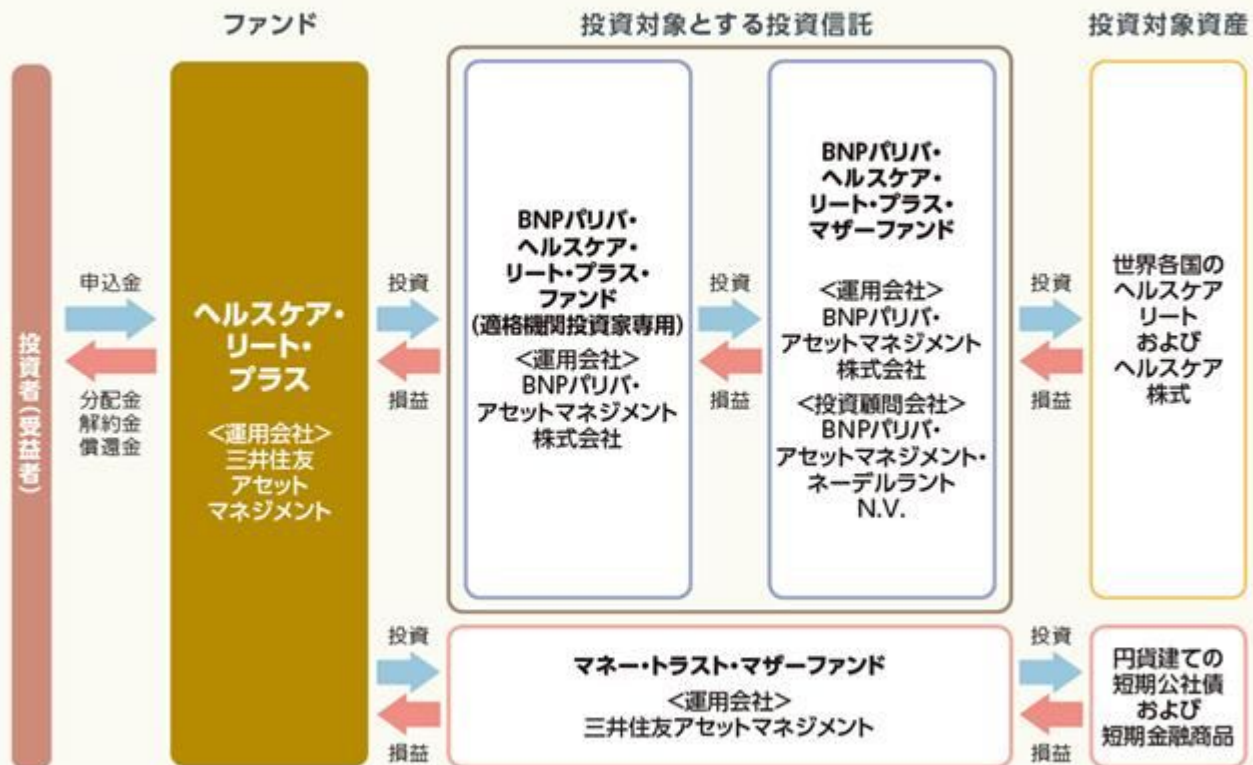 ファンド
投資対象とする投資信託
投資対象資産
投資者(受益者)
申込金
分配金
解約金
償還金
ヘルスケア・
リート・
プラス
<運用会社>
三井住友
アセット
マネジメント
投資
損益
BNPパリバ・
ヘルスケア・
リート・プラス・
ファンド
(適格機関投資家専用)
<運用会社>
BNPパリバ・
アセットマネジメント
株式会社
投資
損益
BNPパリバ・
ヘルスケア・
リート・プラス・
マザーファンド
<運用会社>
BNPパリバ・
アセットマネジメント
株式会社
<投資顧問会社>
BNPパリバ・
アセットマネジメント・
ネーデルラント
N.V.
投資
損益
世界各国の
ヘルスケア
リート
および
ヘルスケア
株式
投資
損益
マネー・トラスト・マザーファンド
<運用会社>
三井住友アセットマネジメント
投資
損益
円貨建ての
短期公社債
および
短期金融商品